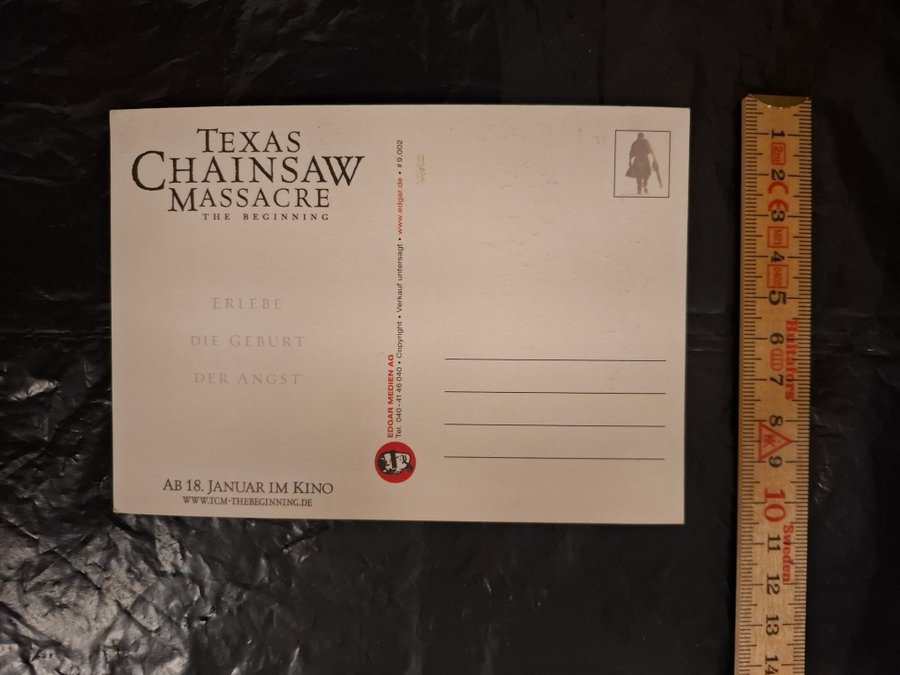 TEXAS
CHAINSAW
MASSACRE
THE BEGINNING
ERLEBE
DIE GEBURT
DER ANGST
AB 18. JANUAR IM KINO
WWW.TCM-THEBEGINNING.DE
EDGAR MEDIEN AG
Tel. 040-41 46 040 • Copyright • Verkauf untersagt • www.edgar.de • # 9.002
1
2m
2
CE
3
4
5
Hultafors
6
7
8
9
10
Sweden
11
12
13
14